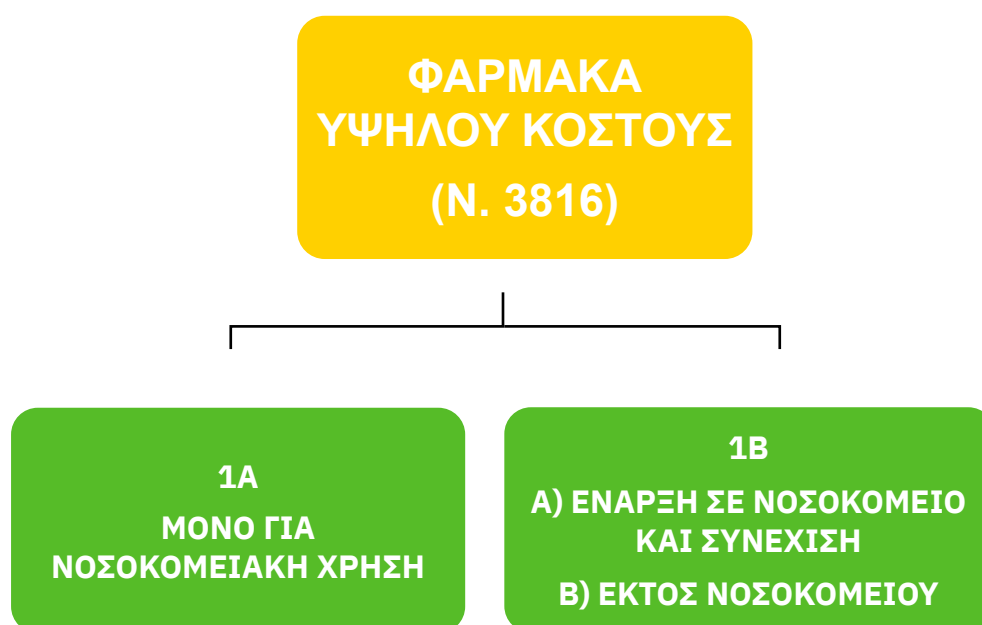 ΦΑΡΜΑΚΑ
ΥΨΗΛΟΥ ΚΟΣΤΟΥΣ
(Ν. 3816)
1Α
ΜΟΝΟ ΓΙΑ
ΝΟΣΟΚΟΜΕΙΑΚΗ ΧΡΗΣΗ
1Β
Α) ΕΝΑΡΞΗ ΣΕ ΝΟΣΟΚΟΜΕΙΟ
ΚΑΙ ΣΥΝΕΧΙΣΗ
Β) ΕΚΤΟΣ ΝΟΣΟΚΟΜΕΙΟΥ